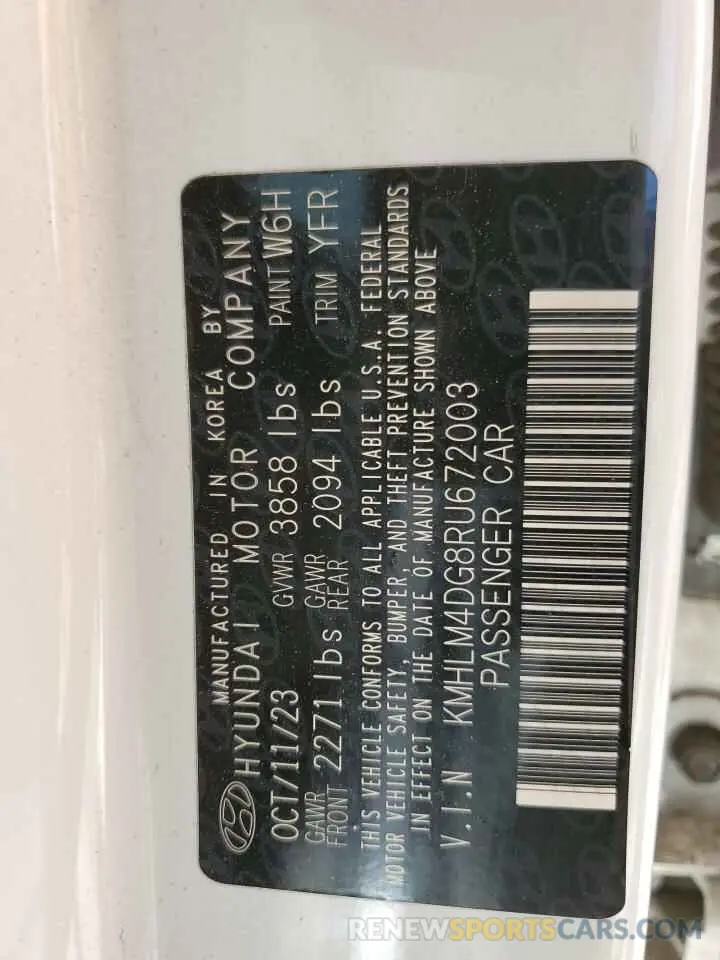 MANUFACTURED IN KOREA BY
HYUNDAI MOTOR COMPANY
OCT/11/23 GVWR 3858 lbs PAINT W6H
GAWR FRONT 2271 lbs GAWR REAR 2094 lbs TRIM YFR
THIS VEHICLE CONFORMS TO ALL APPLICABLE U.S.A. FEDERAL
MOTOR VEHICLE SAFETY, BUMPER, AND THEFT PREVENTION STANDARDS
IN EFFECT ON THE DATE OF MANUFACTURE SHOWN ABOVE
V.I.N KMHLM4DG8RU672003
PASSENGER CAR
RENEWSPORTSCARS.COM